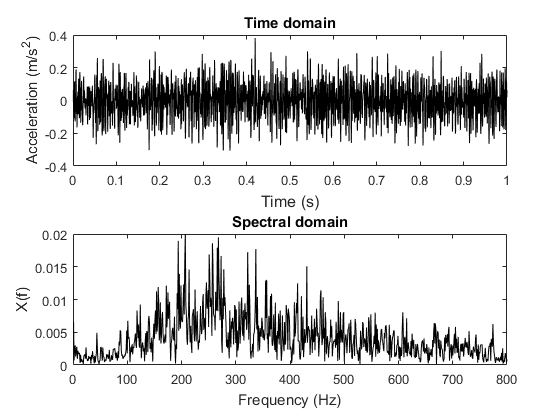 Time domain
0.4
0.2
0
-0.2
-0.4
Acceleration (m/s²)
0 0.1 0.2 0.3 0.4 0.5 0.6 0.7 0.8 0.9 1
Time (s)
Spectral domain
0.02
0.015
0.01
0.005
0
X(f)
0 100 200 300 400 500 600 700 800
Frequency (Hz)